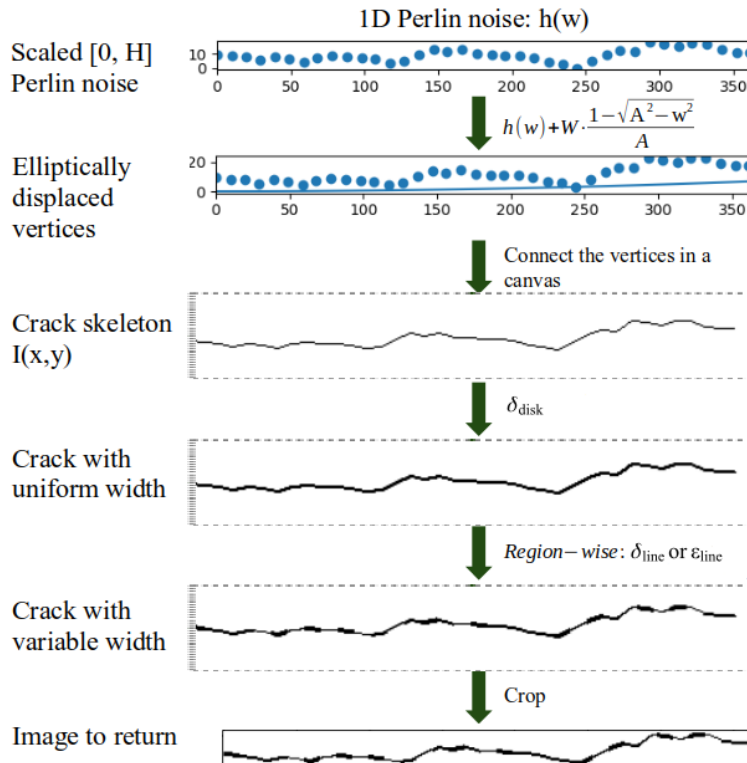 1D Perlin noise: h(w)
Scaled [0, H]
Perlin noise
10
0
0 50 100 150 200 250 300 350
h(w)+W·(1−√(A²−w²))/A
Elliptically
displaced
vertices
20
0
0 50 100 150 200 250 300 350
Connect the vertices in a
canvas
Crack skeleton
I(x,y)
δdisk
Crack with
uniform width
Region−wise: δline or εline
Crack with
variable width
Crop
Image to return